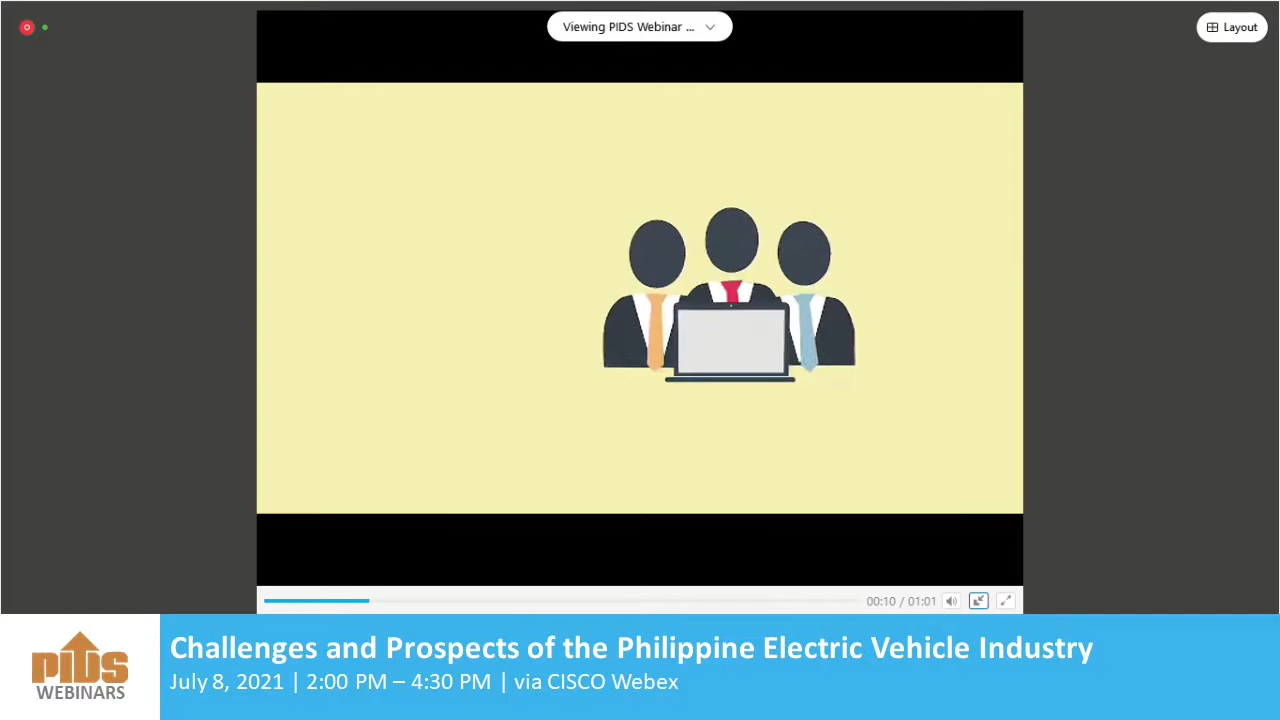 Viewing PIDS Webinar ...
Layout
00:10 / 01:01
PIDS
WEBINARS
Challenges and Prospects of the Philippine Electric Vehicle Industry
July 8, 2021 | 2:00 PM – 4:30 PM | via CISCO Webex